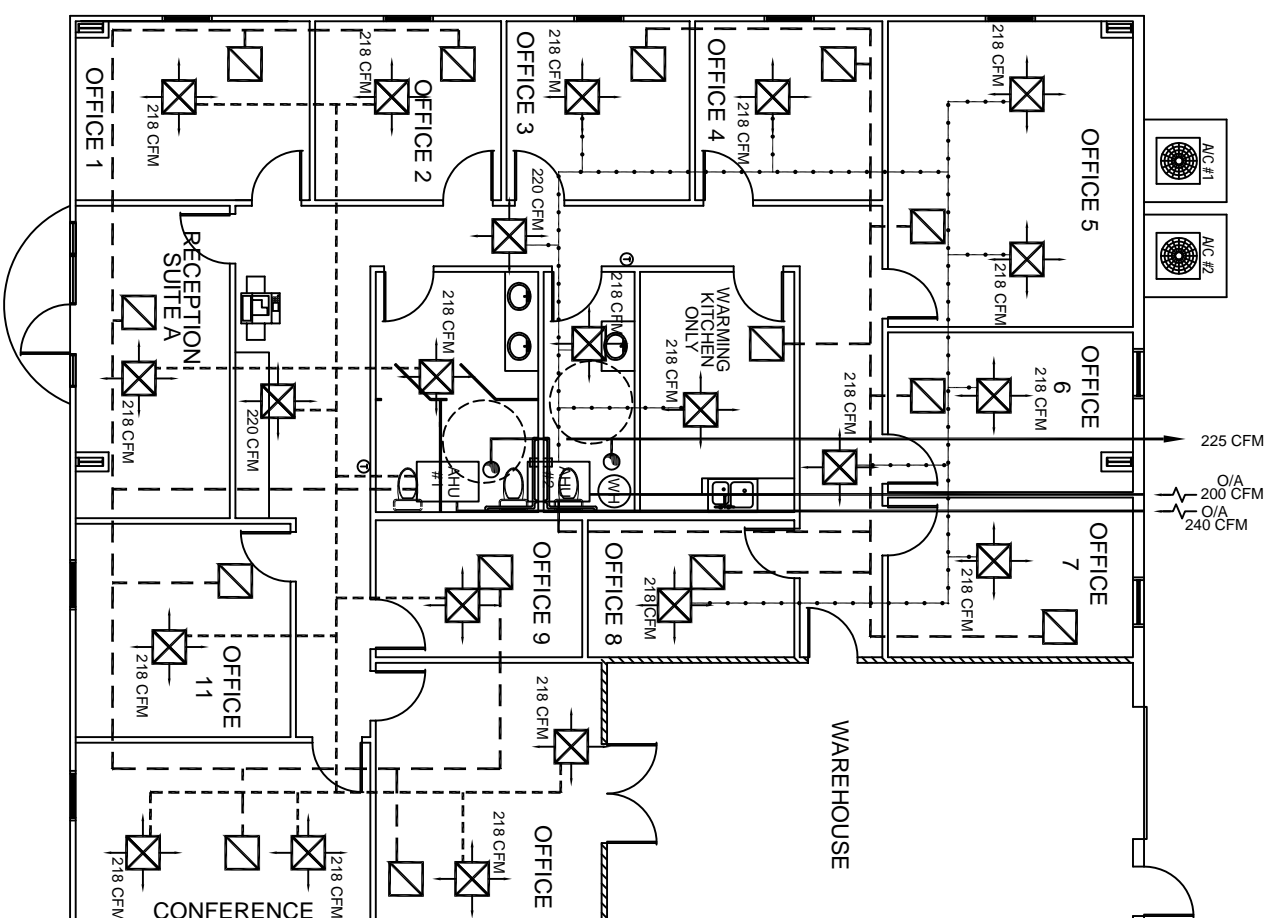 218 CFM
218 CFM
218 CFM
218 CFM
218 CFM
OFFICE 1
OFFICE 2
OFFICE 3
OFFICE 4
OFFICE 5
A/C #1
A/C #2
220 CFM
218 CFM
RECEPTION
SUITE A
218 CFM
220 CFM
218 CFM
218 CFM
WARMING
KITCHEN
ONLY
218 CFM
218 CFM
OFFICE
6
218 CFM
T
T
AHU
#1
AHU
#2
WH
225 CFM
O/A
200 CFM
O/A
240 CFM
OFFICE
7
218 CFM
OFFICE 8
218 CFM
OFFICE 9
OFFICE
11
218 CFM
218 CFM
WAREHOUSE
OFFICE
218 CFM
218 CFM
218 CFM
CONFERENCE